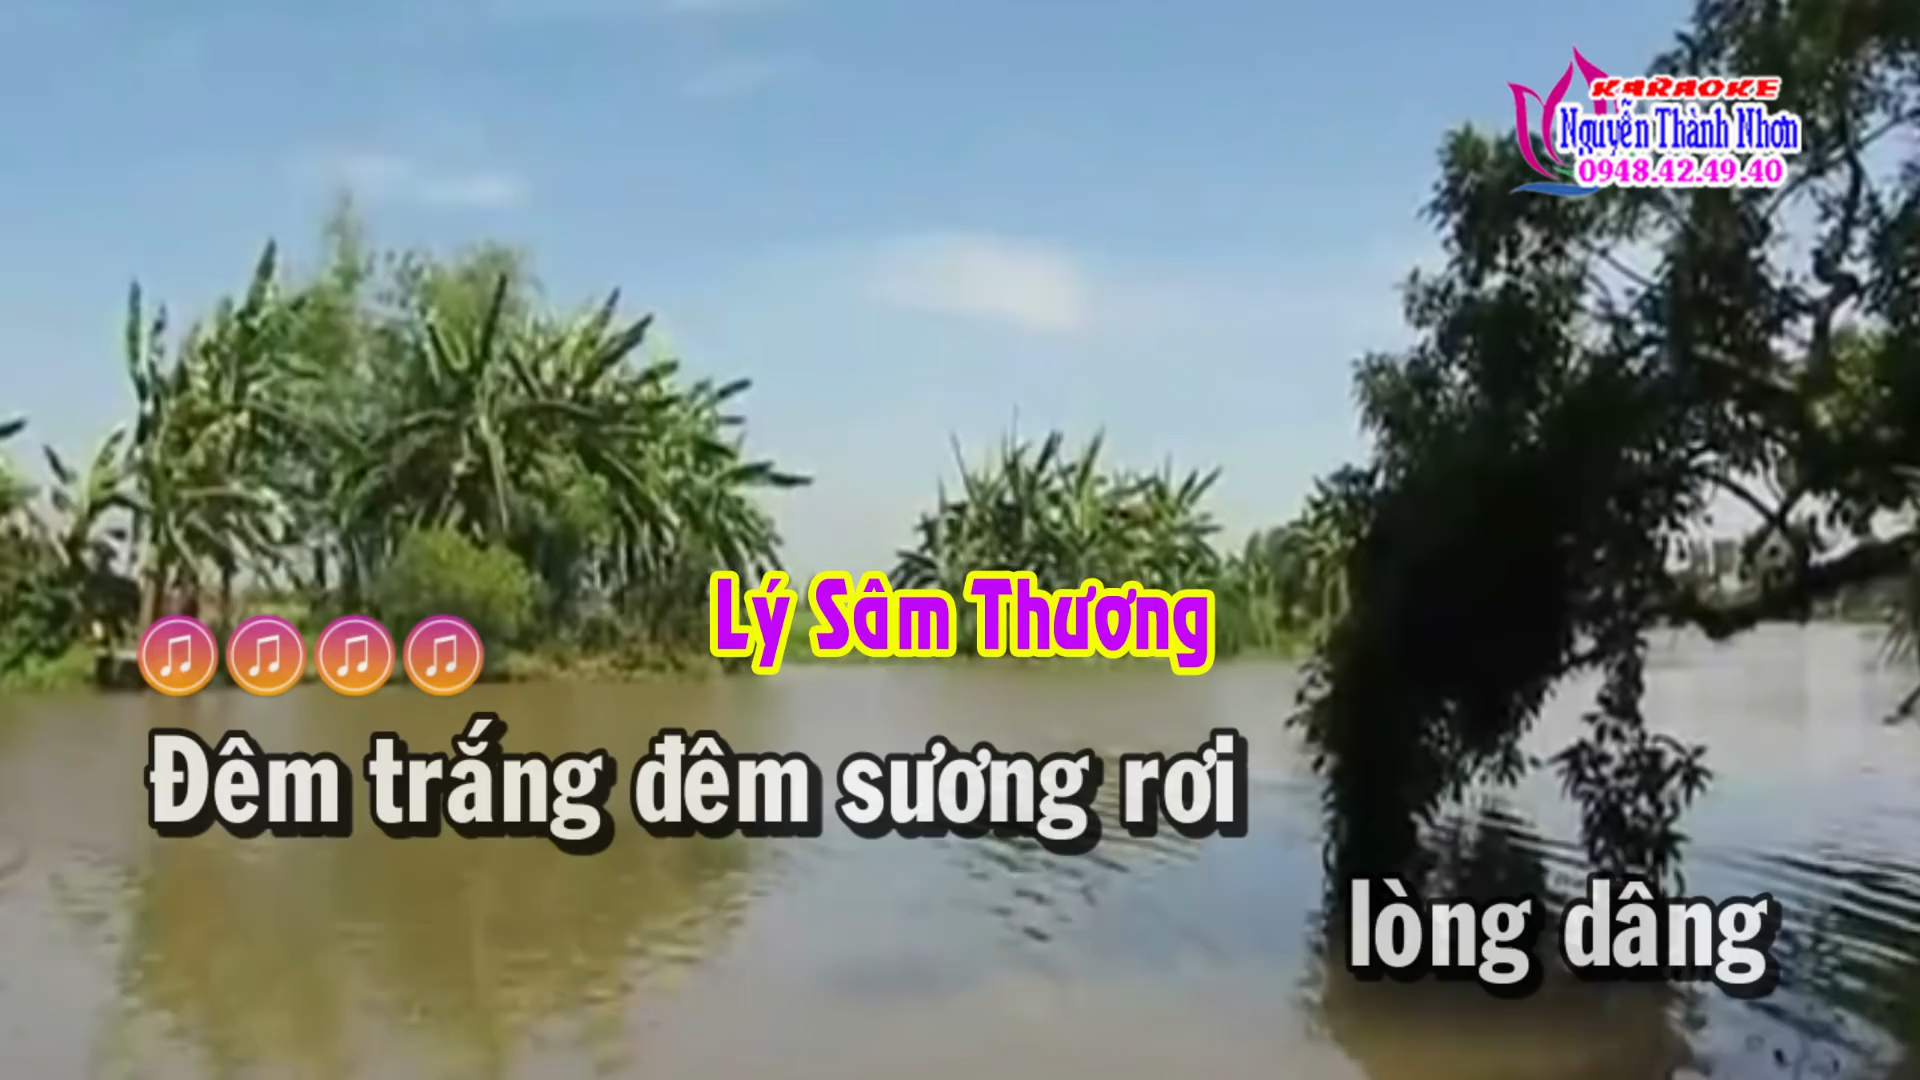 KARAOKE
Nguyễn Thành Nhơn
0948.42.49.40
Lý Sâm Thương
Đêm trắng đêm sương rơi
lòng dâng